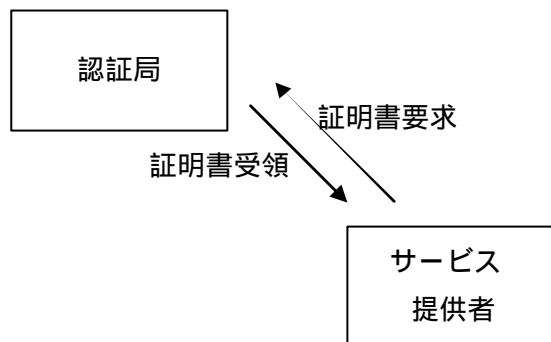 認証局
証明書要求
証明書受領
サービス
提供者